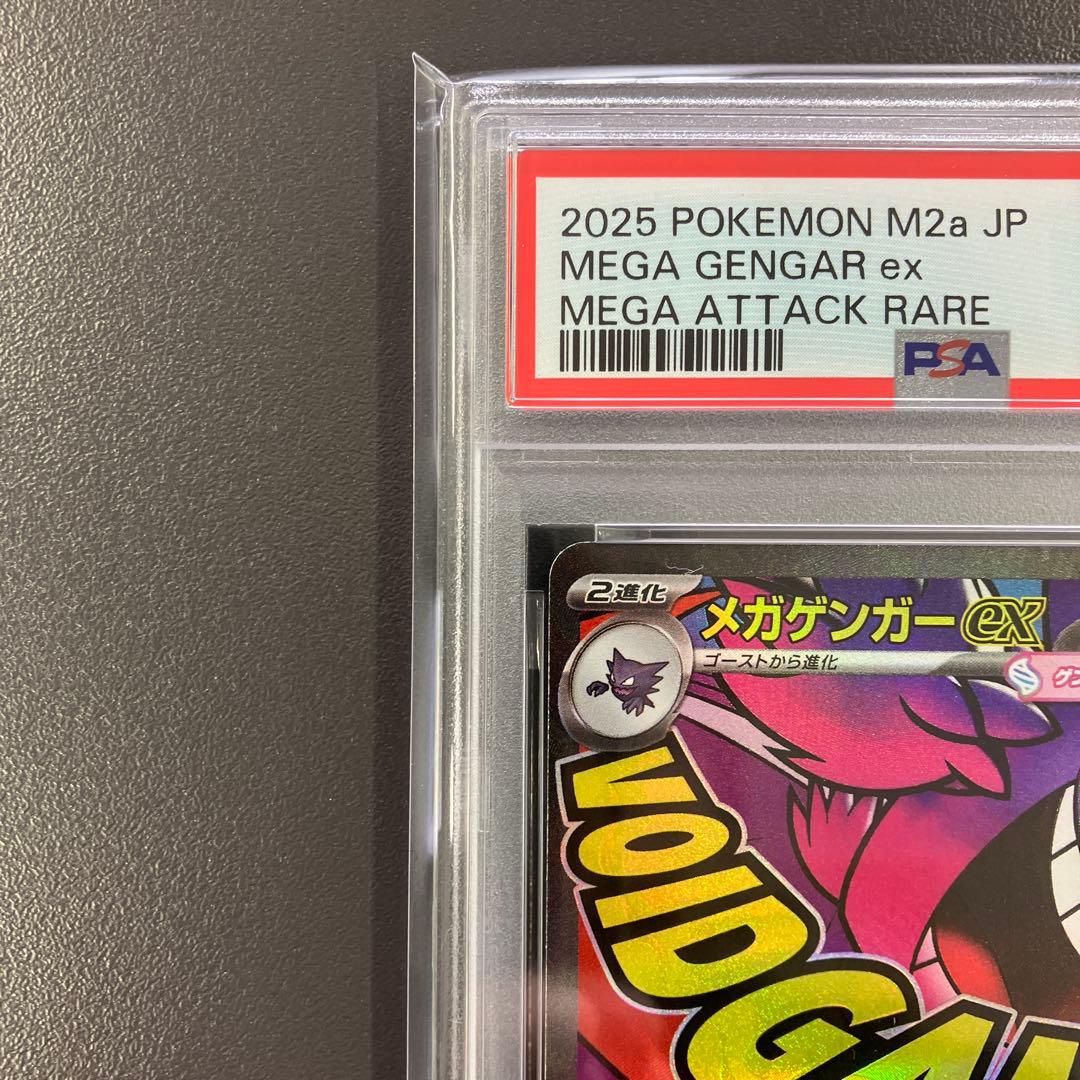 2025 POKEMON M2a JP
MEGA GENGAR ex
MEGA ATTACK RARE
PSA
2進化
メガゲンガーex
ゴーストから進化
VOID